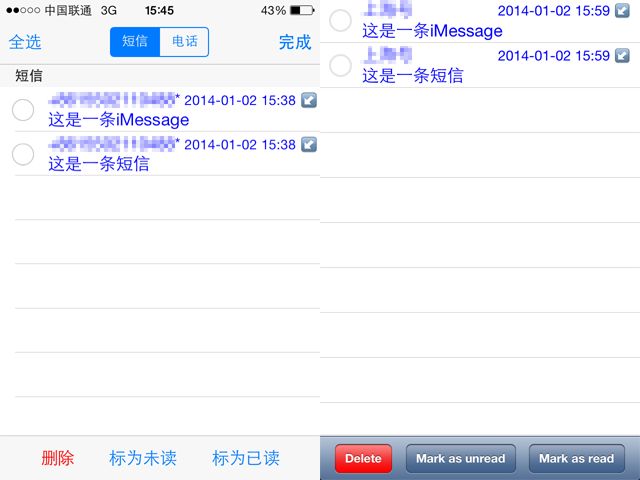 中国联通 3G 15:45 43%
全选 短信 电话 完成
短信
* 2014-01-02 15:38
这是一条iMessage
* 2014-01-02 15:38
这是一条短信
删除 标为未读 标为已读
2014-01-02 15:59
这是一条iMessage
2014-01-02 15:59
这是一条短信
Delete Mark as unread Mark as read